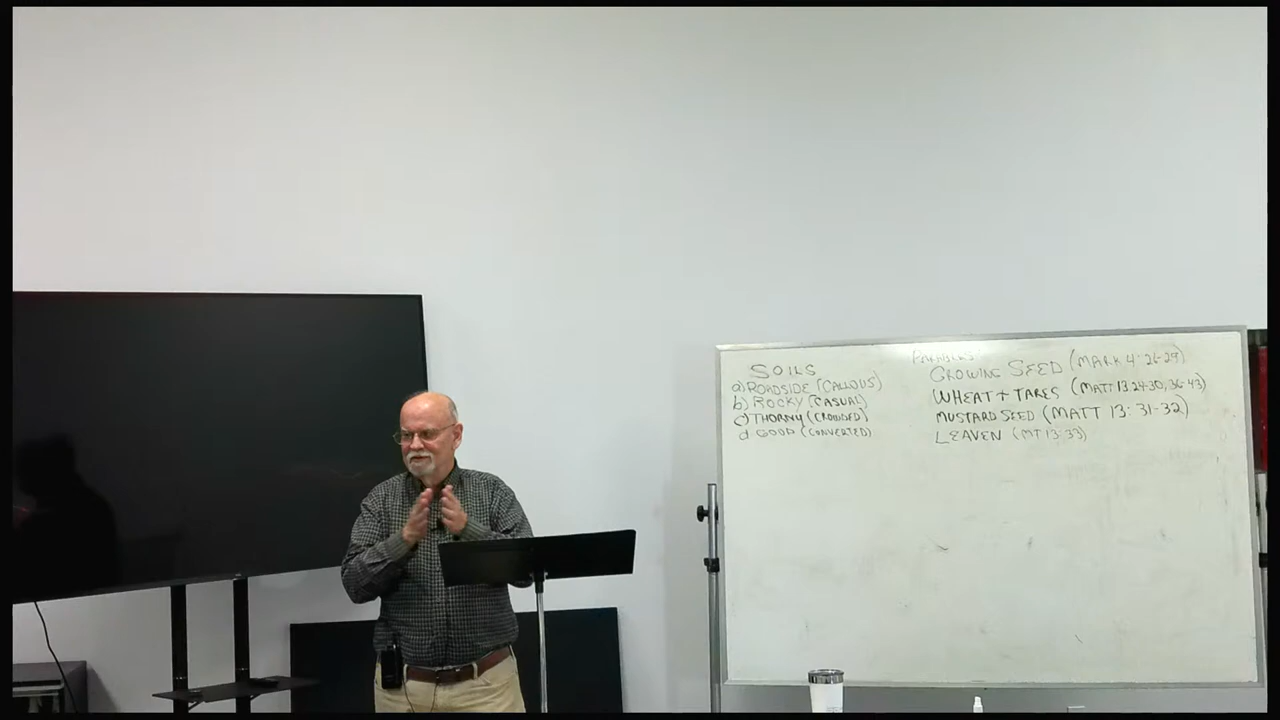 SOILS
a) ROADSIDE (CALLOUS)
b) ROCKY (CASUAL)
c) THORNY (CROWDED)
d GOOD (CONVERTED)
PARABLES
GROWING SEED (MARK 4:26-29)
WHEAT + TARES (MATT 13:24-30, 36-43)
MUSTARD SEED (MATT 13:31-32)
LEAVEN (MT 13:33)